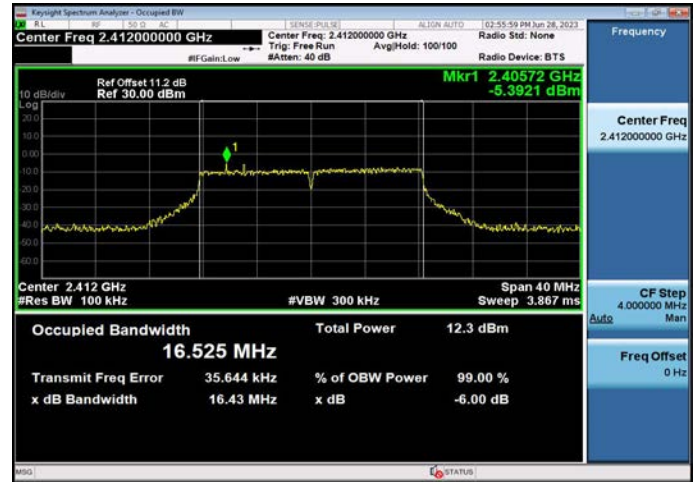 Keysight Spectrum Analyzer - Occupied BW
RL RF 50 Ω AC SENSE:PULSE ALIGN AUTO 02:55:59 PM Jun 28, 2023
Center Freq 2.412000000 GHz Center Freq: 2.412000000 GHz Radio Std: None Frequency
Trig: Free Run Avg|Hold: 100/100
#IFGain:Low #Atten: 40 dB Radio Device: BTS
Ref Offset 11.2 dB Mkr1 2.40572 GHz
10 dB/div Ref 30.00 dBm -5.3921 dBm
Log
20.0
10.0
0.00
1
-10.0
-20.0
-30.0
-40.0
-50.0
-60.0
Center Freq
2.412000000 GHz
Center 2.412 GHz Span 40 MHz
#Res BW 100 kHz #VBW 300 kHz Sweep 3.867 ms
CF Step
4.000000 MHz
Auto Man
Occupied Bandwidth Total Power 12.3 dBm
16.525 MHz
Freq Offset
0 Hz
Transmit Freq Error 35.644 kHz % of OBW Power 99.00 %
x dB Bandwidth 16.43 MHz x dB -6.00 dB
MSG STATUS